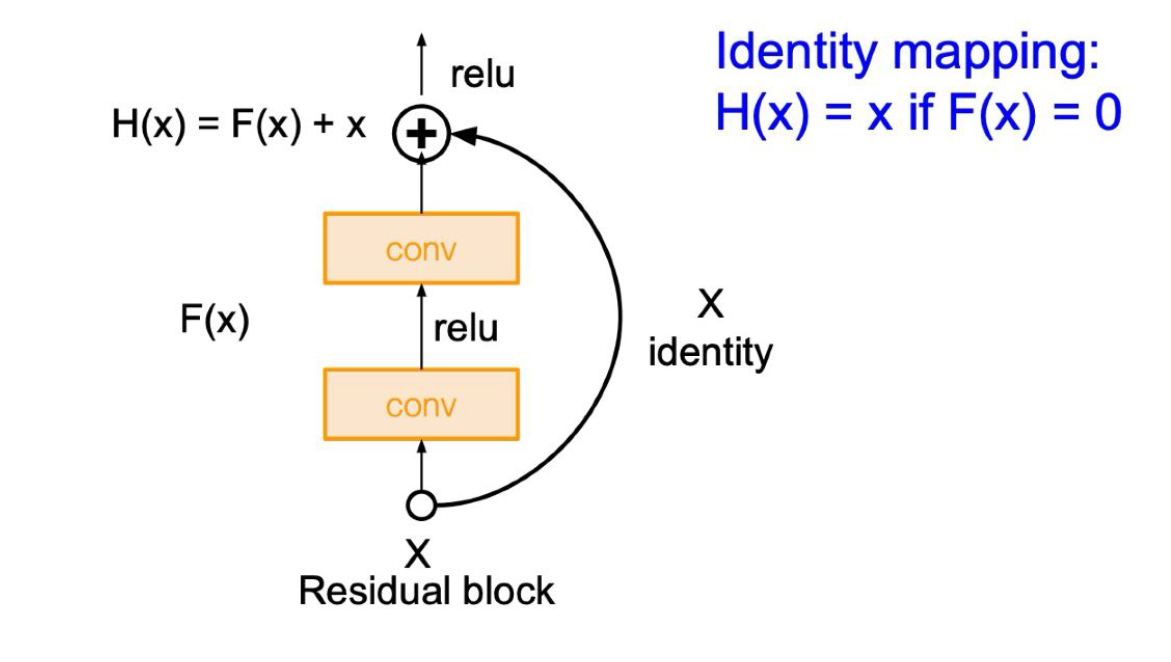 Identity mapping:
H(x) = x if F(x) = 0
relu
H(x) = F(x) + x
+
conv
F(x)
relu
X
identity
conv
X
Residual block